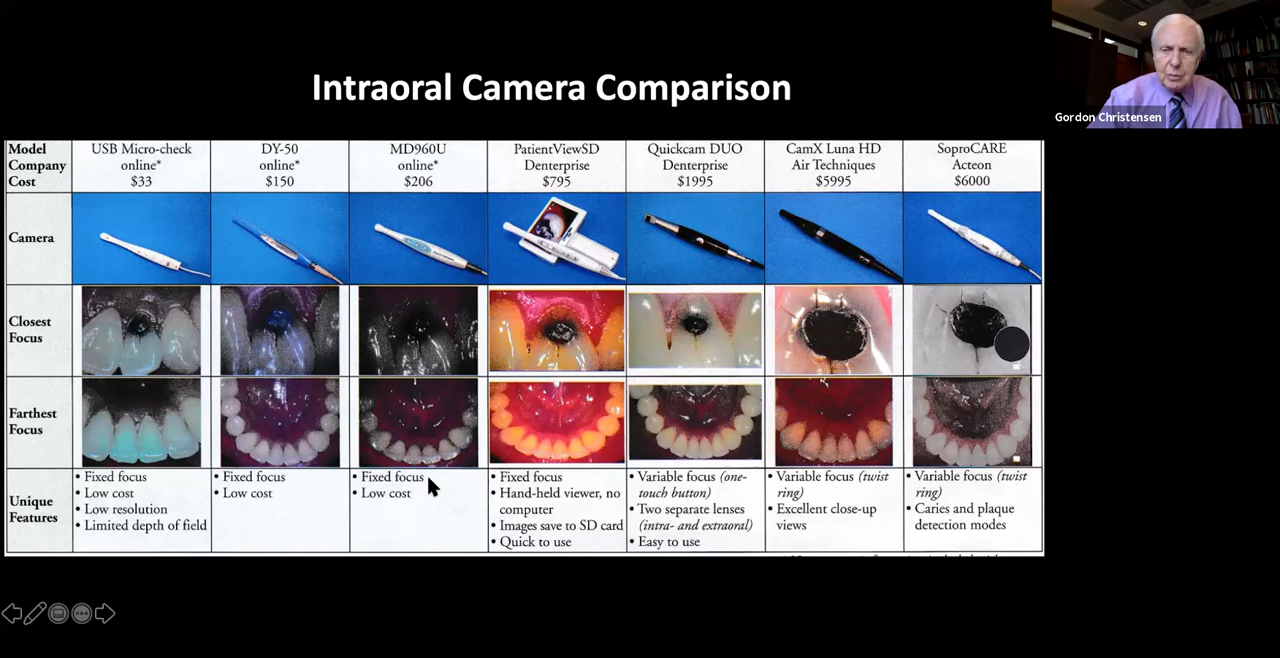 Intraoral Camera Comparison
Gordon Christensen
Model
Company
Cost
USB Micro-check
online*
$33
DY-50
online*
$150
MD960U
online*
$206
PatientViewSD
Denterprise
$795
Quickcam DUO
Denterprise
$1995
CamX Luna HD
Air Techniques
$5995
SoproCARE
Acteon
$6000
Camera
Closest
Focus
Farthest
Focus
Unique
Features
• Fixed focus
• Low cost
• Low resolution
• Limited depth of field
• Fixed focus
• Low cost
• Fixed focus
• Low cost
• Fixed focus
• Hand-held viewer, no
computer
• Images save to SD card
• Quick to use
• Variable focus (one-
touch button)
• Two separate lenses
(intra- and extraoral)
• Easy to use
• Variable focus (twist
ring)
• Excellent close-up
views
• Variable focus (twist
ring)
• Caries and plaque
detection modes